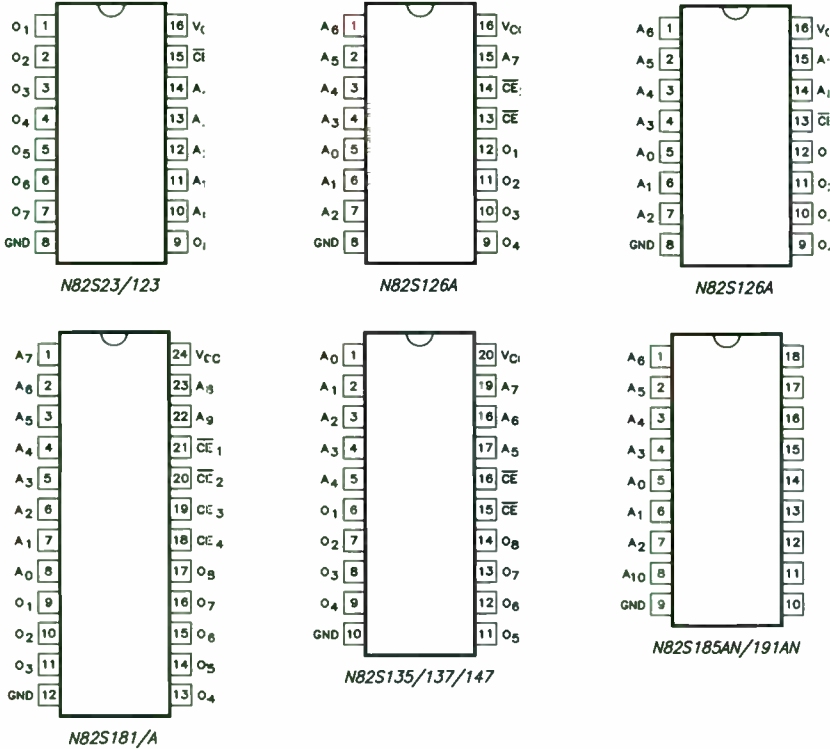 O1 1 16
O2 2 15
O3 3 14
O4 4 13
O5 5 12
O6 6 11
O7 7 10
GND 8 9
N82S23/123
A6 1 16
A5 2 15 A7
A4 3 14 CE
A3 4 13 CE
A0 5 12 O1
A1 6 11 O2
A2 7 10 O3
GND 8 9 O4
N82S126A
A6 1 16
A5 2 15
A4 3 14
A3 4 13
A0 5 12
A1 6 11
A2 7 10
GND 8 9
N82S126A
A7 1 24 VCC
A6 2 23 A8
A5 3 22 A9
A4 4 21 CE1
A3 5 20 CE2
A2 6 19 CE3
A1 7 18 CE4
A0 8 17 O8
O1 9 16 O7
O2 10 15 O6
O3 11 14 O5
GND 12 13 O4
N82S181/A
A0 1 20
A1 2 19 A7
A2 3 16 A6
A3 4 17 A5
A4 5 16 CE
O1 6 15 CE
O2 7 14 O8
O3 8 13 O7
O4 9 12 O6
GND 10 11 O5
N82S135/137/147
A6 1 18
A5 2 17
A4 3 16
A3 4 15
A0 5 14
A1 6 13
A2 7 12
A10 8 11
GND 9 10
N82S185AN/191AN